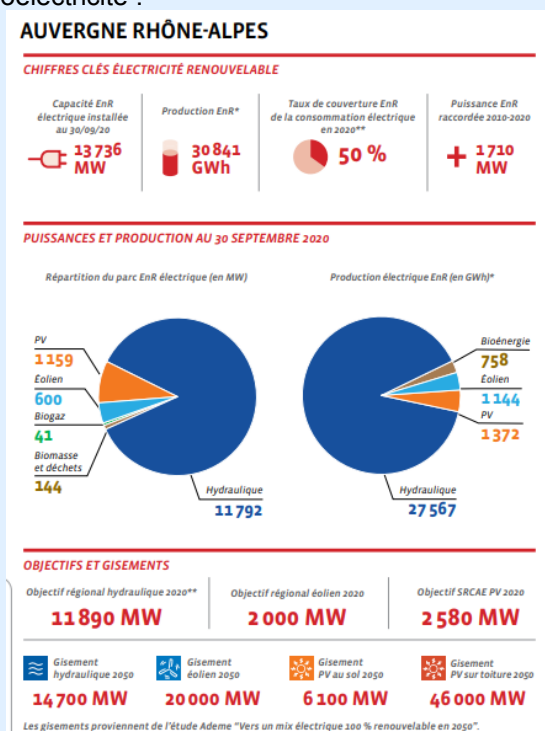 oélectricité :
AUVERGNE RHÔNE-ALPES
CHIFFRES CLÉS ÉLECTRICITÉ RENOUVELABLE
Capacité EnR
électrique installée
au 30/09/20
13 736
MW
Production EnR*
30 841
GWh
Taux de couverture EnR
de la consommation électrique
en 2020**
50 %
Puissance EnR
raccordée 2010-2020
+ 1 710
MW
PUISSANCES ET PRODUCTION AU 30 SEPTEMBRE 2020
Répartition du parc EnR électrique (en MW)
PV
1 159
Éolien
600
Biogaz
41
Biomasse
et déchets
144
Hydraulique
11 792
Production électrique EnR (en GWh)*
Bioénergie
758
Éolien
1 144
PV
1 372
Hydraulique
27 567
OBJECTIFS ET GISEMENTS
Objectif régional hydraulique 2020**
11 890 MW
Objectif régional éolien 2020
2 000 MW
Objectif SRCAE PV 2020
2 580 MW
Gisement
hydraulique 2050
14 700 MW
Gisement
éolien 2050
20 000 MW
Gisement
PV au sol 2050
6 100 MW
Gisement
PV sur toiture 2050
46 000 MW
Les gisements proviennent de l'étude Ademe "Vers un mix électrique 100 % renouvelable en 2050".